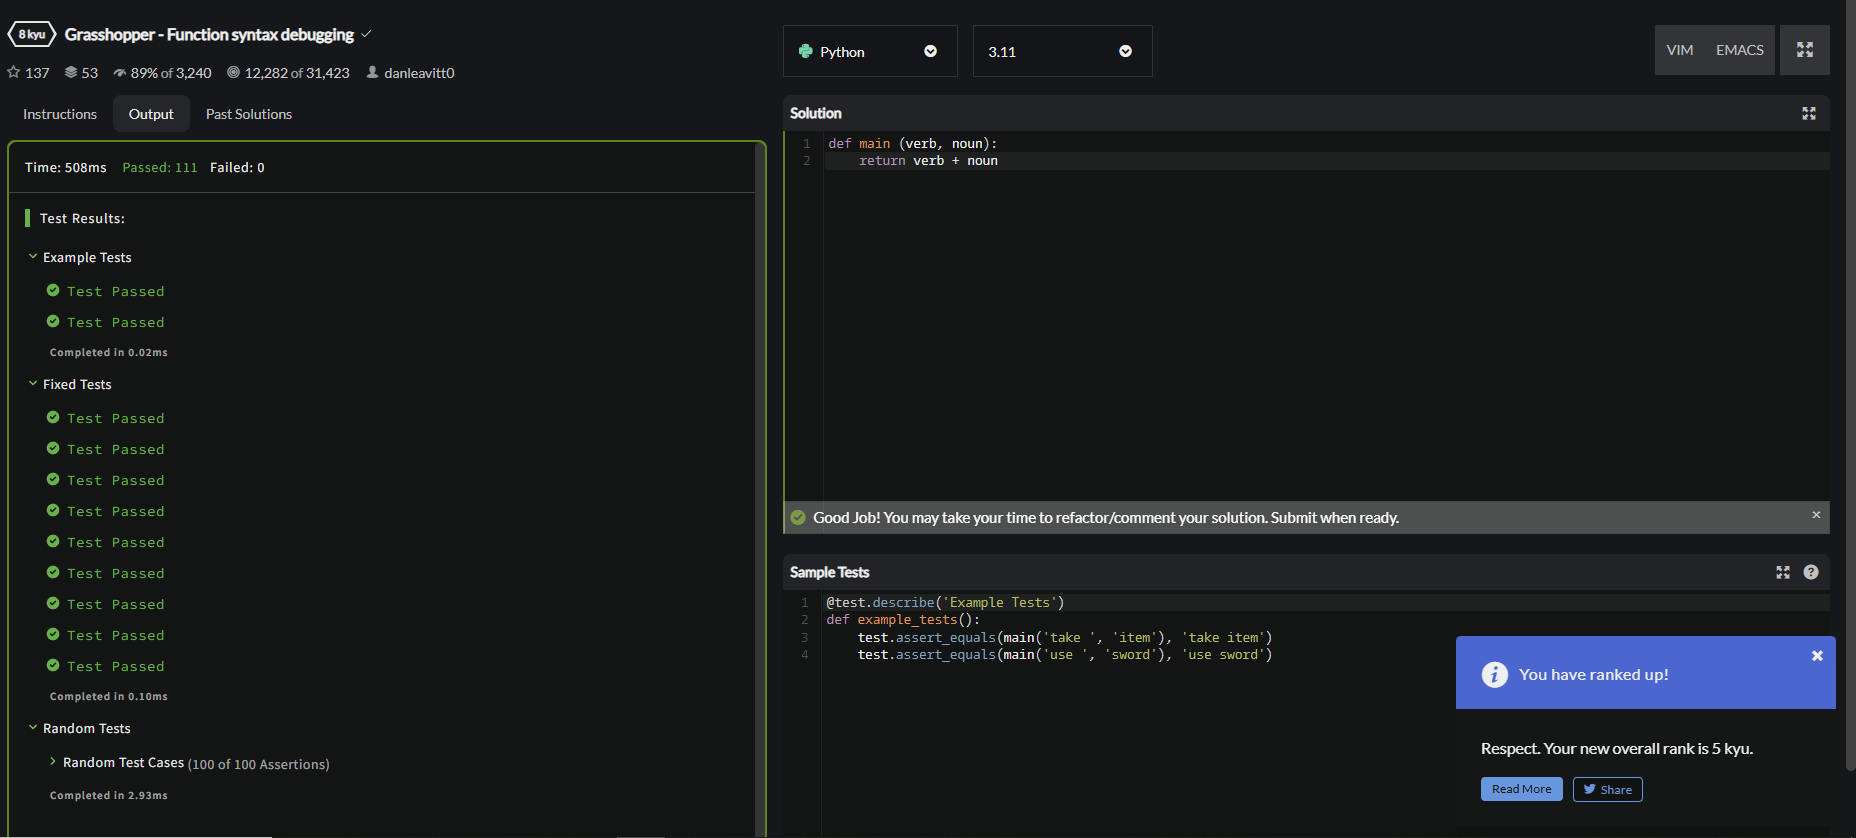 8 kyu Grasshopper - Function syntax debugging
137 53 89% of 3,240 12,282 of 31,423 danleavitt0
Instructions Output Past Solutions
Time: 508ms Passed: 111 Failed: 0
Test Results:
Example Tests
Test Passed
Test Passed
Completed in 0.02ms
Fixed Tests
Test Passed
Test Passed
Test Passed
Test Passed
Test Passed
Test Passed
Test Passed
Test Passed
Test Passed
Completed in 0.10ms
Random Tests
Random Test Cases (100 of 100 Assertions)
Completed in 2.93ms
Python 3.11 VIM EMACS
Solution
1 def main (verb, noun):
2     return verb + noun
Good Job! You may take your time to refactor/comment your solution. Submit when ready.
Sample Tests
1 @test.describe('Example Tests')
2 def example_tests():
3     test.assert_equals(main('take ', 'item'), 'take item')
4     test.assert_equals(main('use ', 'sword'), 'use sword')
You have ranked up!
Respect. Your new overall rank is 5 kyu.
Read More Share